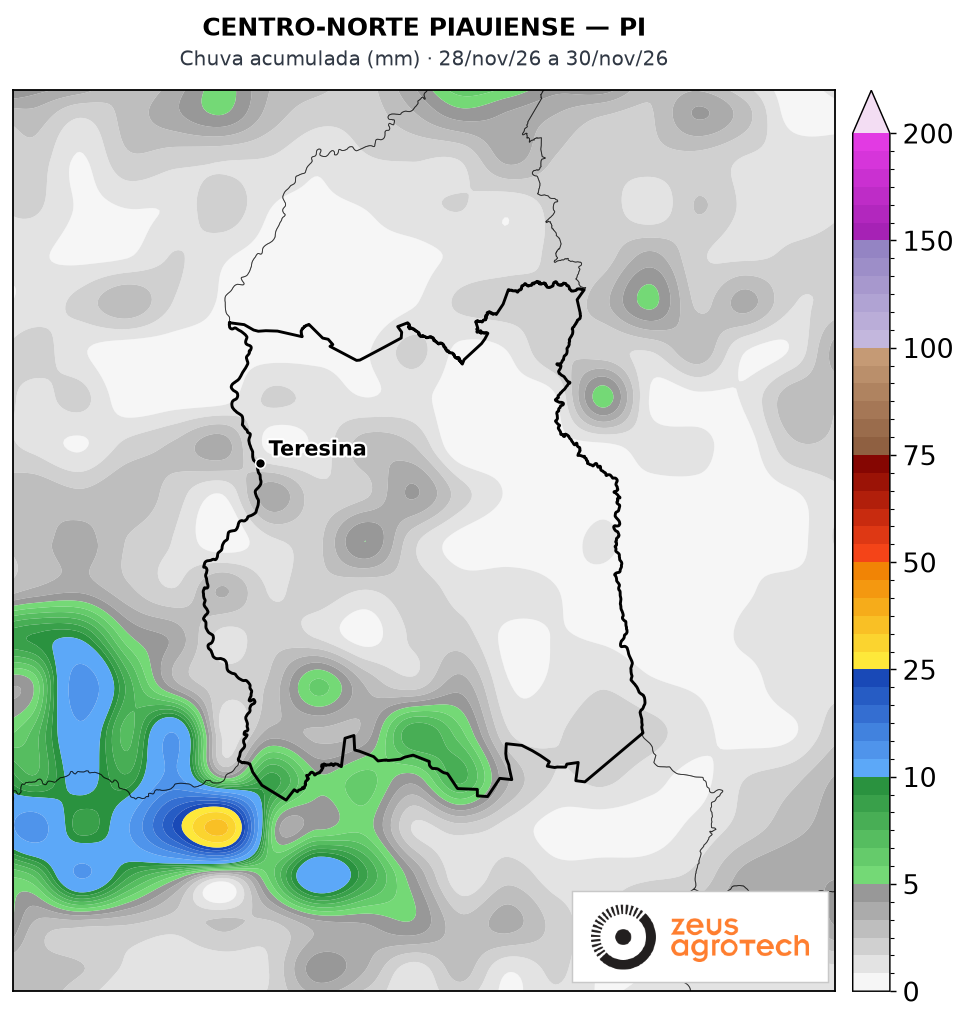 CENTRO-NORTE PIAUIENSE — PI
Chuva acumulada (mm) · 28/nov/26 a 30/nov/26
200
150
100
75
50
25
10
5
0
Teresina
zeus
agrotech